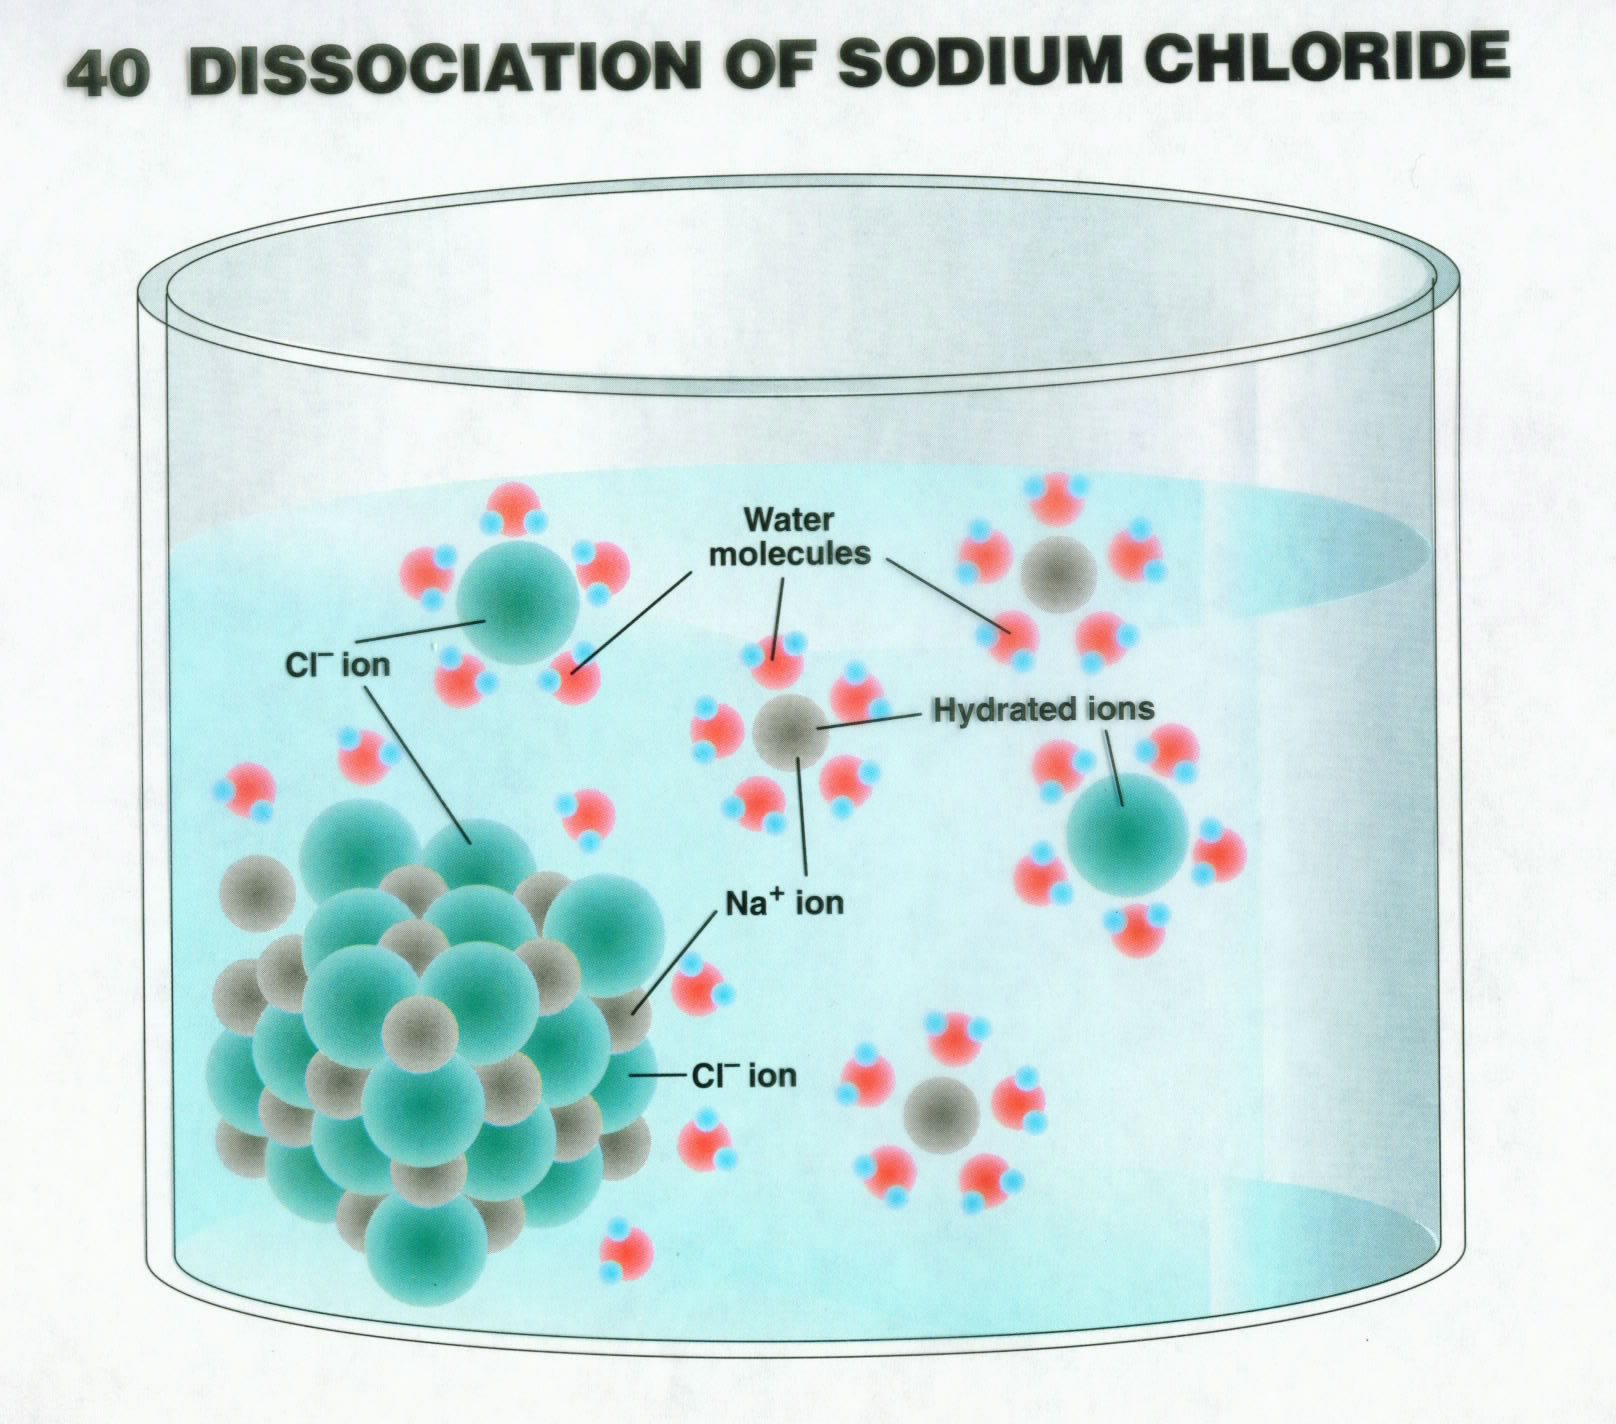 40 DISSOCIATION OF SODIUM CHLORIDE
Water
molecules
Cl⁻ ion
Hydrated ions
Na⁺ ion
Cl⁻ ion